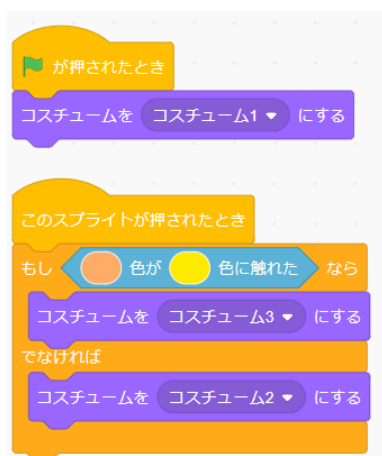 が押されたとき
コスチュームを コスチューム1 にする
このスプライトが押されたとき
もし 色が 色に触れた なら
コスチュームを コスチューム3 にする
でなければ
コスチュームを コスチューム2 にする